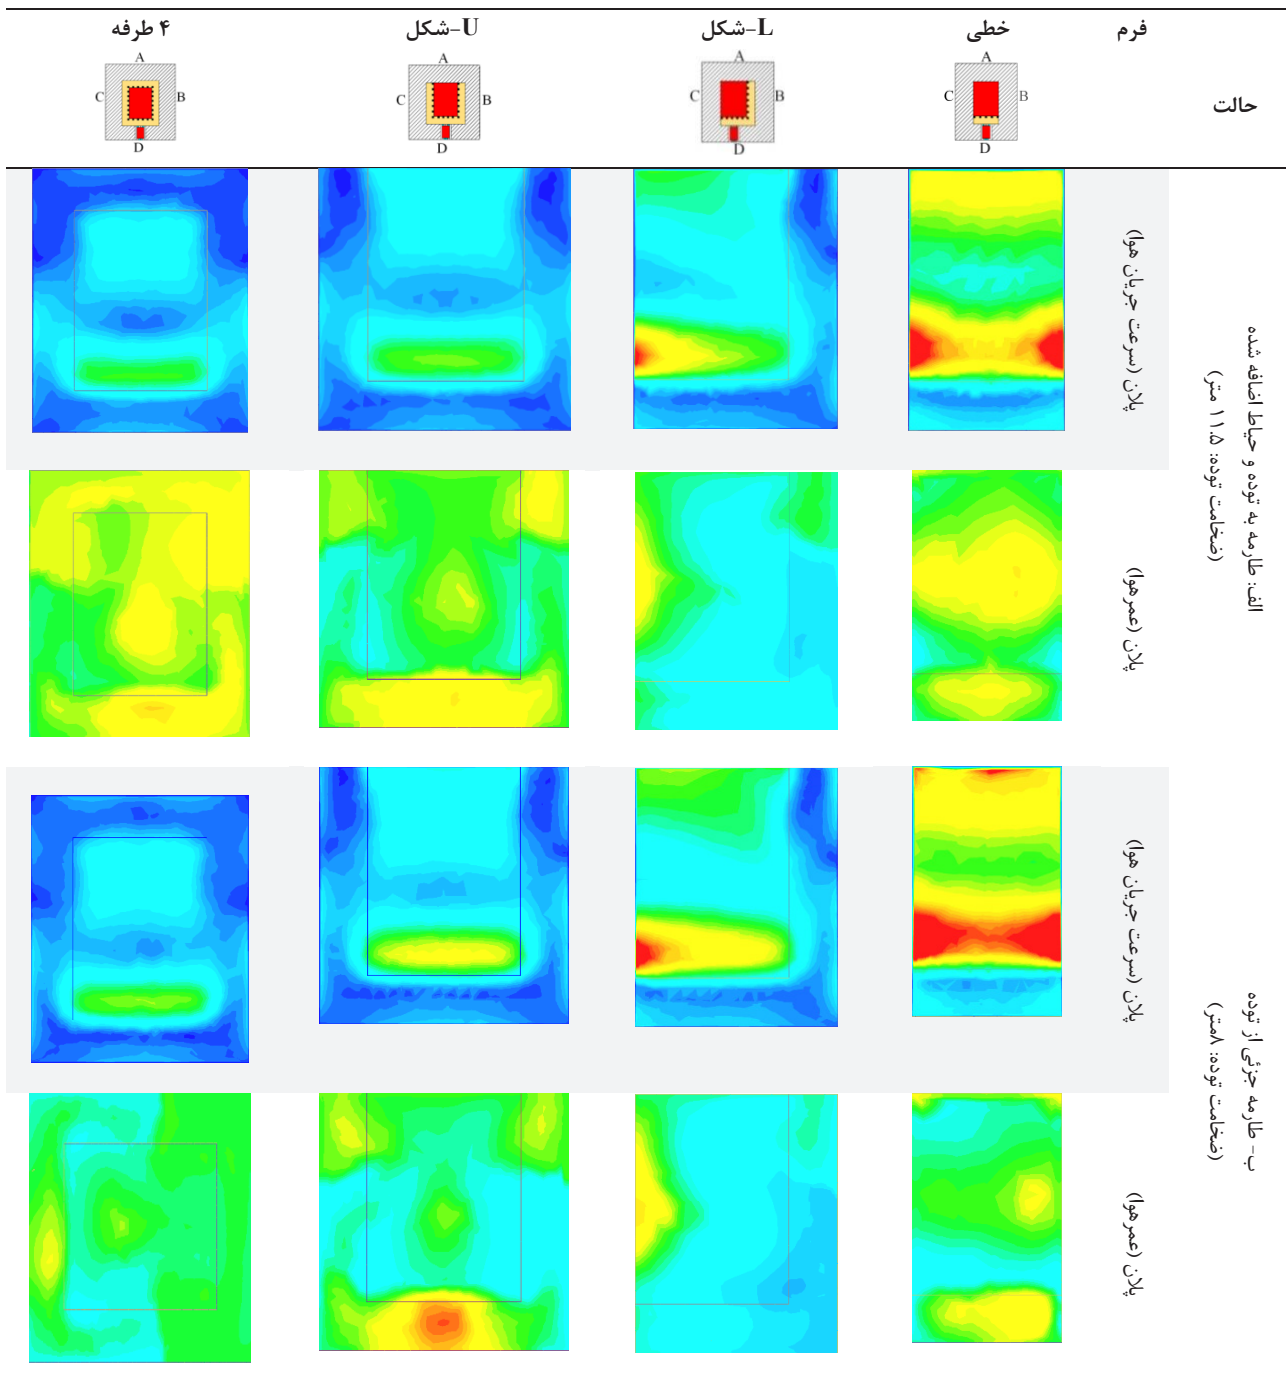 فرم
خطی
L-شکل
U-شکل
۴ طرفه
حالت
A
C
B
D
A
C
B
D
A
C
B
D
A
C
B
D
الف: طارمه به توده و حیاط اضافه شده
(ضخامت توده: ۱۱.۵ متر)
پلان (سرعت جریان هوا)
پلان (عمرهوا)
ب- طارمه جزئی از توده
(ضخامت توده: ۸متر)
پلان (سرعت جریان هوا)
پلان (عمرهوا)